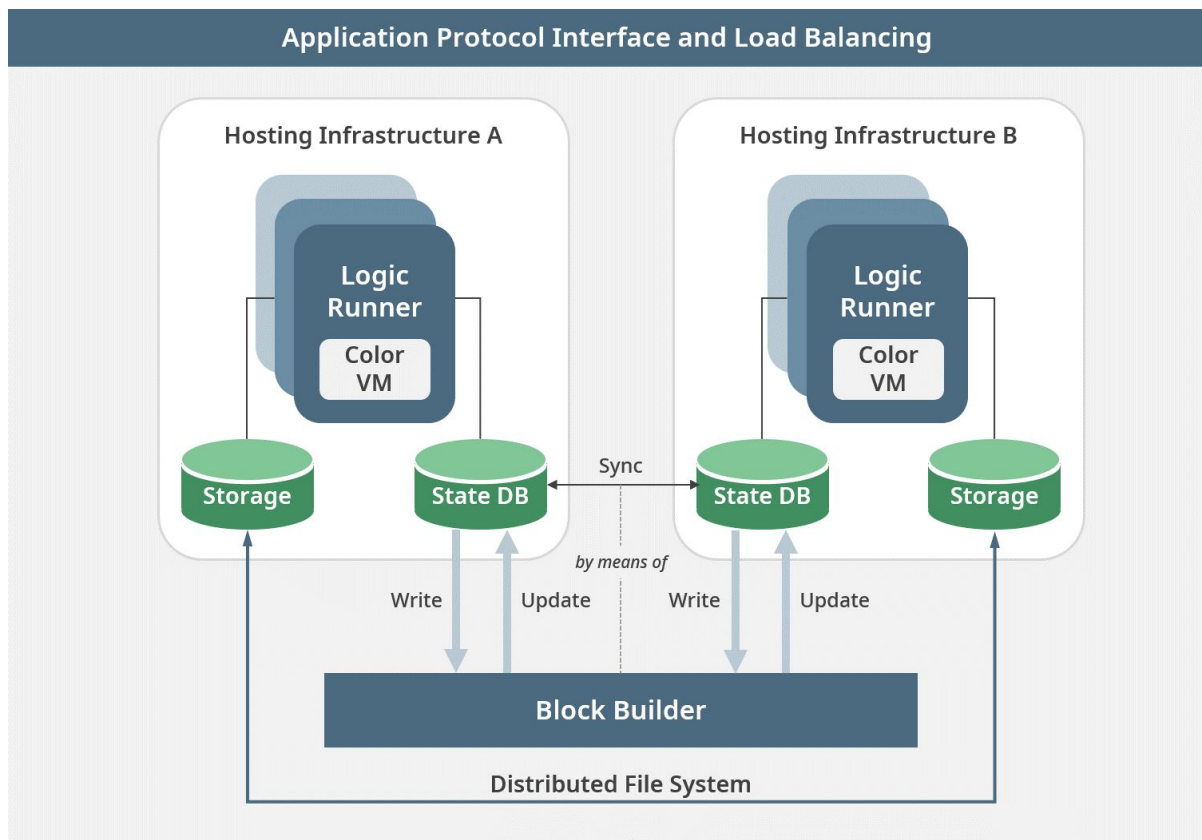 Application Protocol Interface and Load Balancing
Hosting Infrastructure A
Hosting Infrastructure B
Logic
Runner
Color
VM
Logic
Runner
Color
VM
Storage
State DB
Sync
State DB
Storage
by means of
Write
Update
Write
Update
Block Builder
Distributed File System